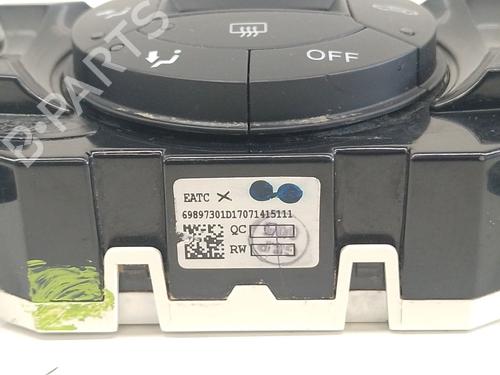 OFF
B-PARTS
EATC X
69897301D17071415111
QC
RW